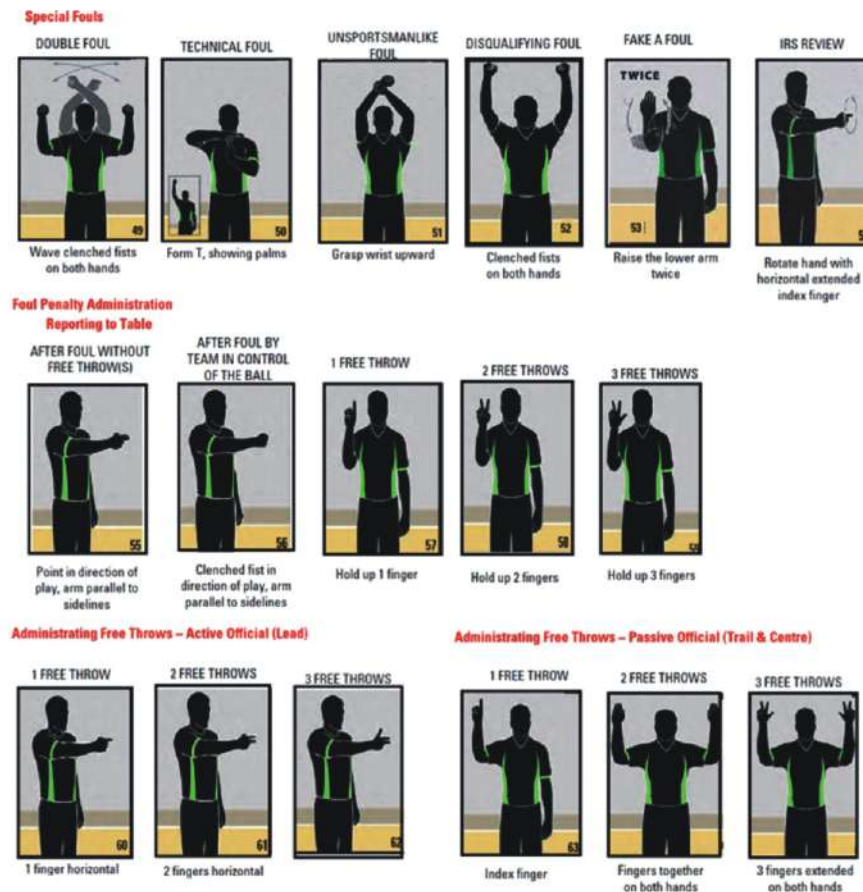 Special Fouls
DOUBLE FOUL
TECHNICAL FOUL
UNSPORTSMANLIKE
FOUL
DISQUALIFYING FOUL
FAKE A FOUL
IRS REVIEW
TWICE
49
50
51
52
53
Wave clenched fists
on both hands
Form T, showing palms
Grasp wrist upward
Clenched fists
on both hands
Raise the lower arm
twice
Rotate hand with
horizontal extended
index finger
Foul Penalty Administration
Reporting to Table
AFTER FOUL WITHOUT
FREE THROW(S)
AFTER FOUL BY
TEAM IN CONTROL
OF THE BALL
1 FREE THROW
2 FREE THROWS
3 FREE THROWS
55
56
57
58
59
Point in direction of
play, arm parallel to
sidelines
Clenched fist in
direction of play, arm
parallel to sidelines
Hold up 1 finger
Hold up 2 fingers
Hold up 3 fingers
Administrating Free Throws – Active Official (Lead)
1 FREE THROW
2 FREE THROWS
3 FREE THROWS
60
61
62
1 finger horizontal
2 fingers horizontal
Administrating Free Throws – Passive Official (Trail & Centre)
1 FREE THROW
2 FREE THROWS
3 FREE THROWS
63
Index finger
Fingers together
on both hands
3 fingers extended
on both hands